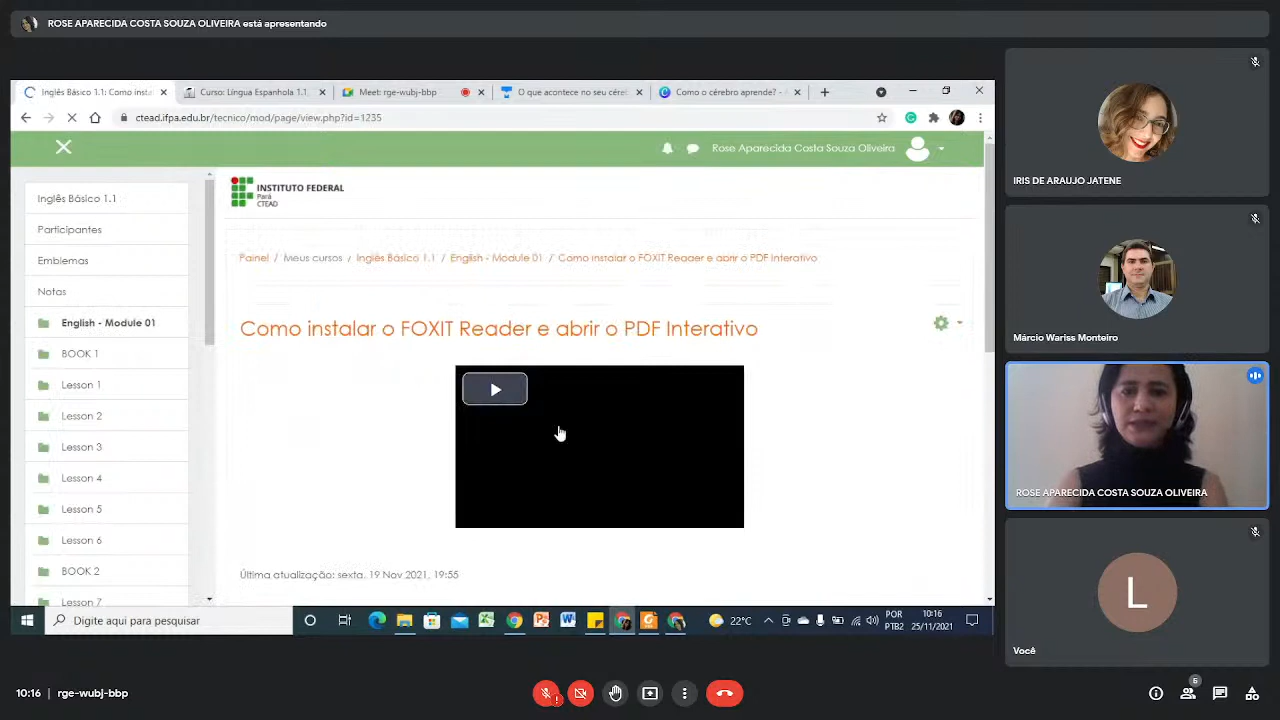 ROSE APARECIDA COSTA SOUZA OLIVEIRA está apresentando
Inglês Básico 1.1: Como insta
Curso: Língua Espanhola 1.1.
Meet: rge-wubj-bbp
O que acontece no seu cére
Como o cérebro aprende? - A
ctead.ifpa.edu.br/tecnico/mod/page/view.php?id=1235
Rose Aparecida Costa Souza Oliveira
INSTITUTO FEDERAL
Pará
CTEAD
Inglês Básico 1.1
Participantes
Emblemas
Notas
English - Module 01
BOOK 1
Lesson 1
Lesson 2
Lesson 3
Lesson 4
Lesson 5
Lesson 6
BOOK 2
Lesson 7
Painel / Meus cursos / Inglês Básico 1.1 / English - Module 01 / Como instalar o FOXIT Reader e abrir o PDF Interativo
Como instalar o FOXIT Reader e abrir o PDF Interativo
Última atualização: sexta, 19 Nov 2021, 19:55
Digite aqui para pesquisar
22°C
POR
PTB2
10:16
25/11/2021
IRIS DE ARAUJO JATENE
Márcio Wariss Monteiro
ROSE APARECIDA COSTA SOUZA OLIVEIRA
L
Você
10:16 | rge-wubj-bbp
5